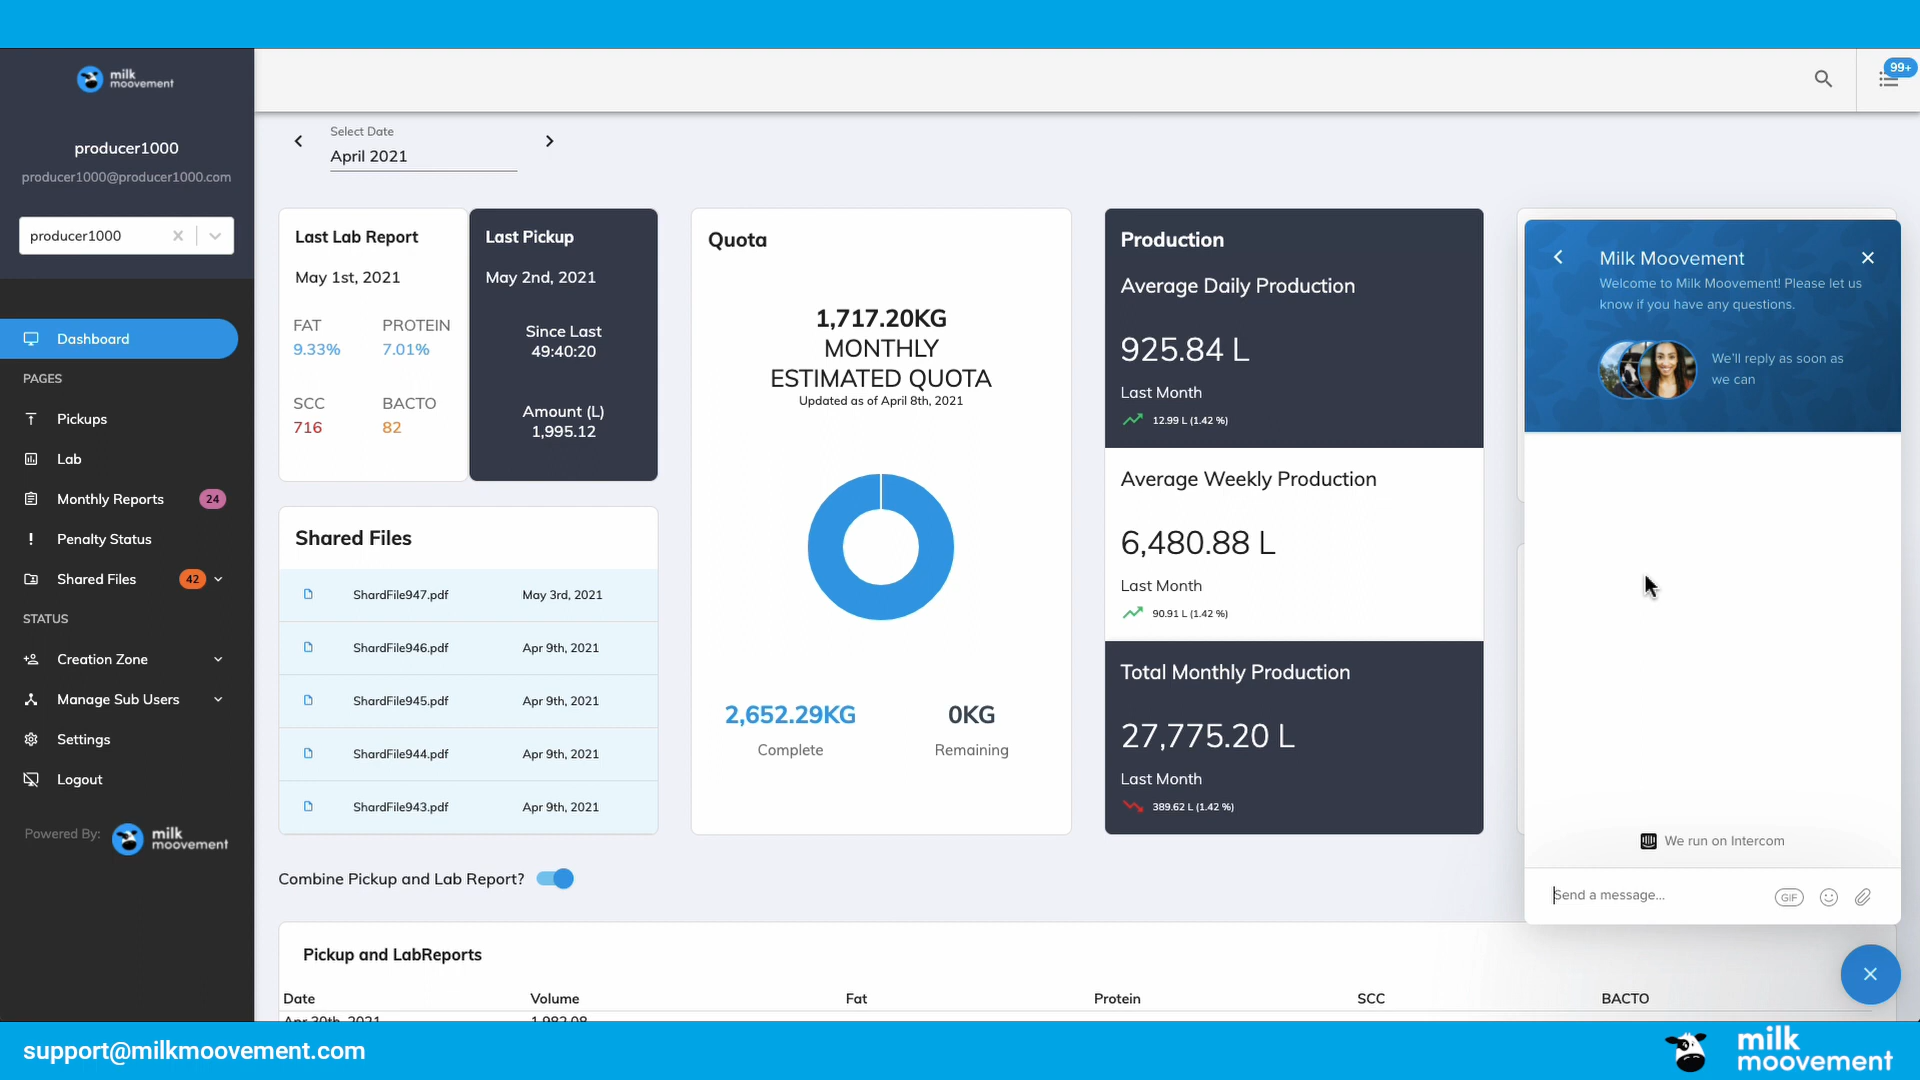 milk
moovement
99+
producer1000
producer1000@producer1000.com
producer1000
Dashboard
PAGES
Pickups
Lab
Monthly Reports 24
Penalty Status
Shared Files 42
STATUS
Creation Zone
Manage Sub Users
Settings
Logout
Powered By: milk
moovement
Select Date
April 2021
Last Lab Report
May 1st, 2021
FAT PROTEIN
9.33% 7.01%
SCC BACTO
716 82
Last Pickup
May 2nd, 2021
Since Last
49:40:20
Amount (L)
1,995.12
Shared Files
ShardFile947.pdf May 3rd, 2021
ShardFile946.pdf Apr 9th, 2021
ShardFile945.pdf Apr 9th, 2021
ShardFile944.pdf Apr 9th, 2021
ShardFile943.pdf Apr 9th, 2021
Quota
1,717.20KG
MONTHLY
ESTIMATED QUOTA
Updated as of April 8th, 2021
2,652.29KG 0KG
Complete Remaining
Production
Average Daily Production
925.84 L
Last Month
12.99 L (1.42 %)
Average Weekly Production
6,480.88 L
Last Month
90.91 L (1.42 %)
Total Monthly Production
27,775.20 L
Last Month
389.62 L (1.42 %)
Milk Moovement
Welcome to Milk Moovement! Please let us
know if you have any questions.
We'll reply as soon as
we can
We run on Intercom
Send a message...
GIF
Combine Pickup and Lab Report?
Pickup and LabReports
Date Volume Fat Protein SCC BACTO
Apr 30th, 2021 1,982.08
support@milkmoovement.com
milk
moovement